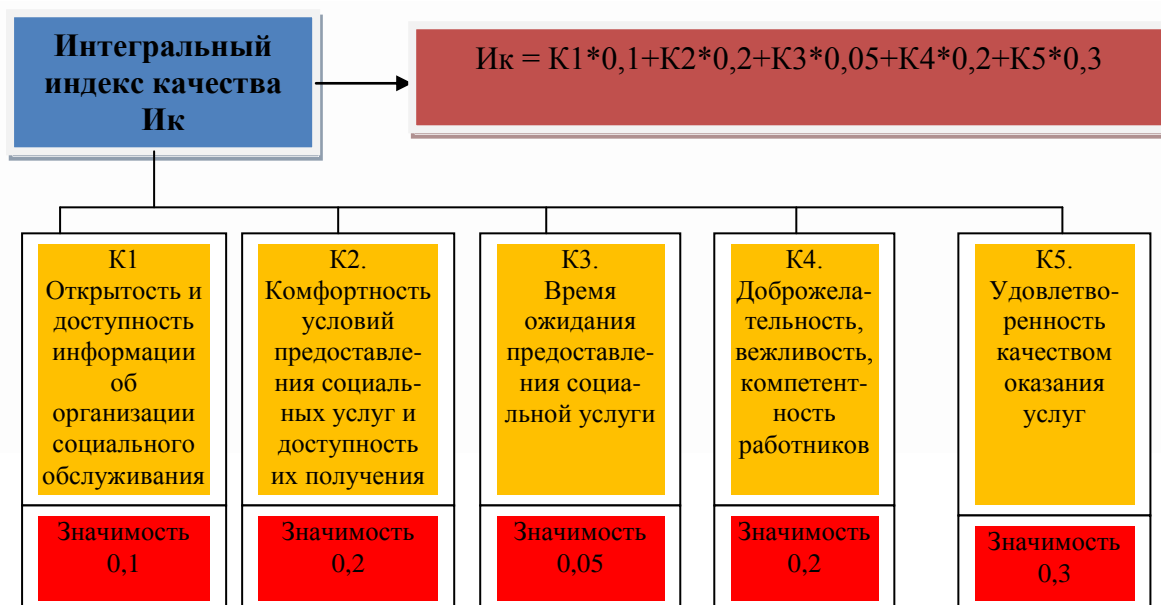 Интегральный
индекс качества
Ик
Ик = К1*0,1+К2*0,2+К3*0,05+К4*0,2+К5*0,3
К1
Открытость и
доступность
информации
об
организации
социального
обслуживания
Значимость
0,1
К2.
Комфортность
условий
предоставле-
ния социаль-
ных услуг и
доступность
их получения
Значимость
0,2
К3.
Время
ожидания
предоставле-
ния социа-
льной услуги
Значимость
0,05
К4.
Доброжела-
тельность,
вежливость,
компетент-
ность
работников
Значимость
0,2
К5.
Удовлетво-
ренность
качеством
оказания
услуг
Значимость
0,3